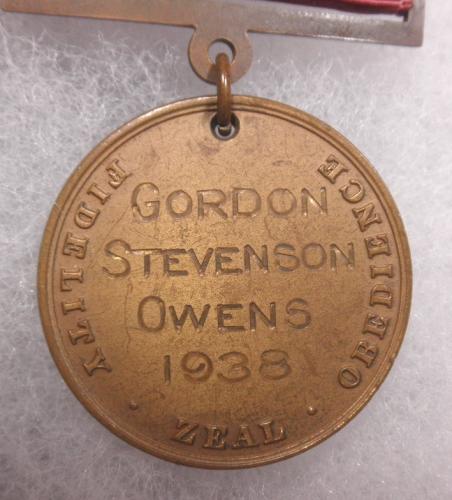 FIDELITY
ZEAL
OBEDIENCE
GORDON
STEVENSON
OWENS
1938